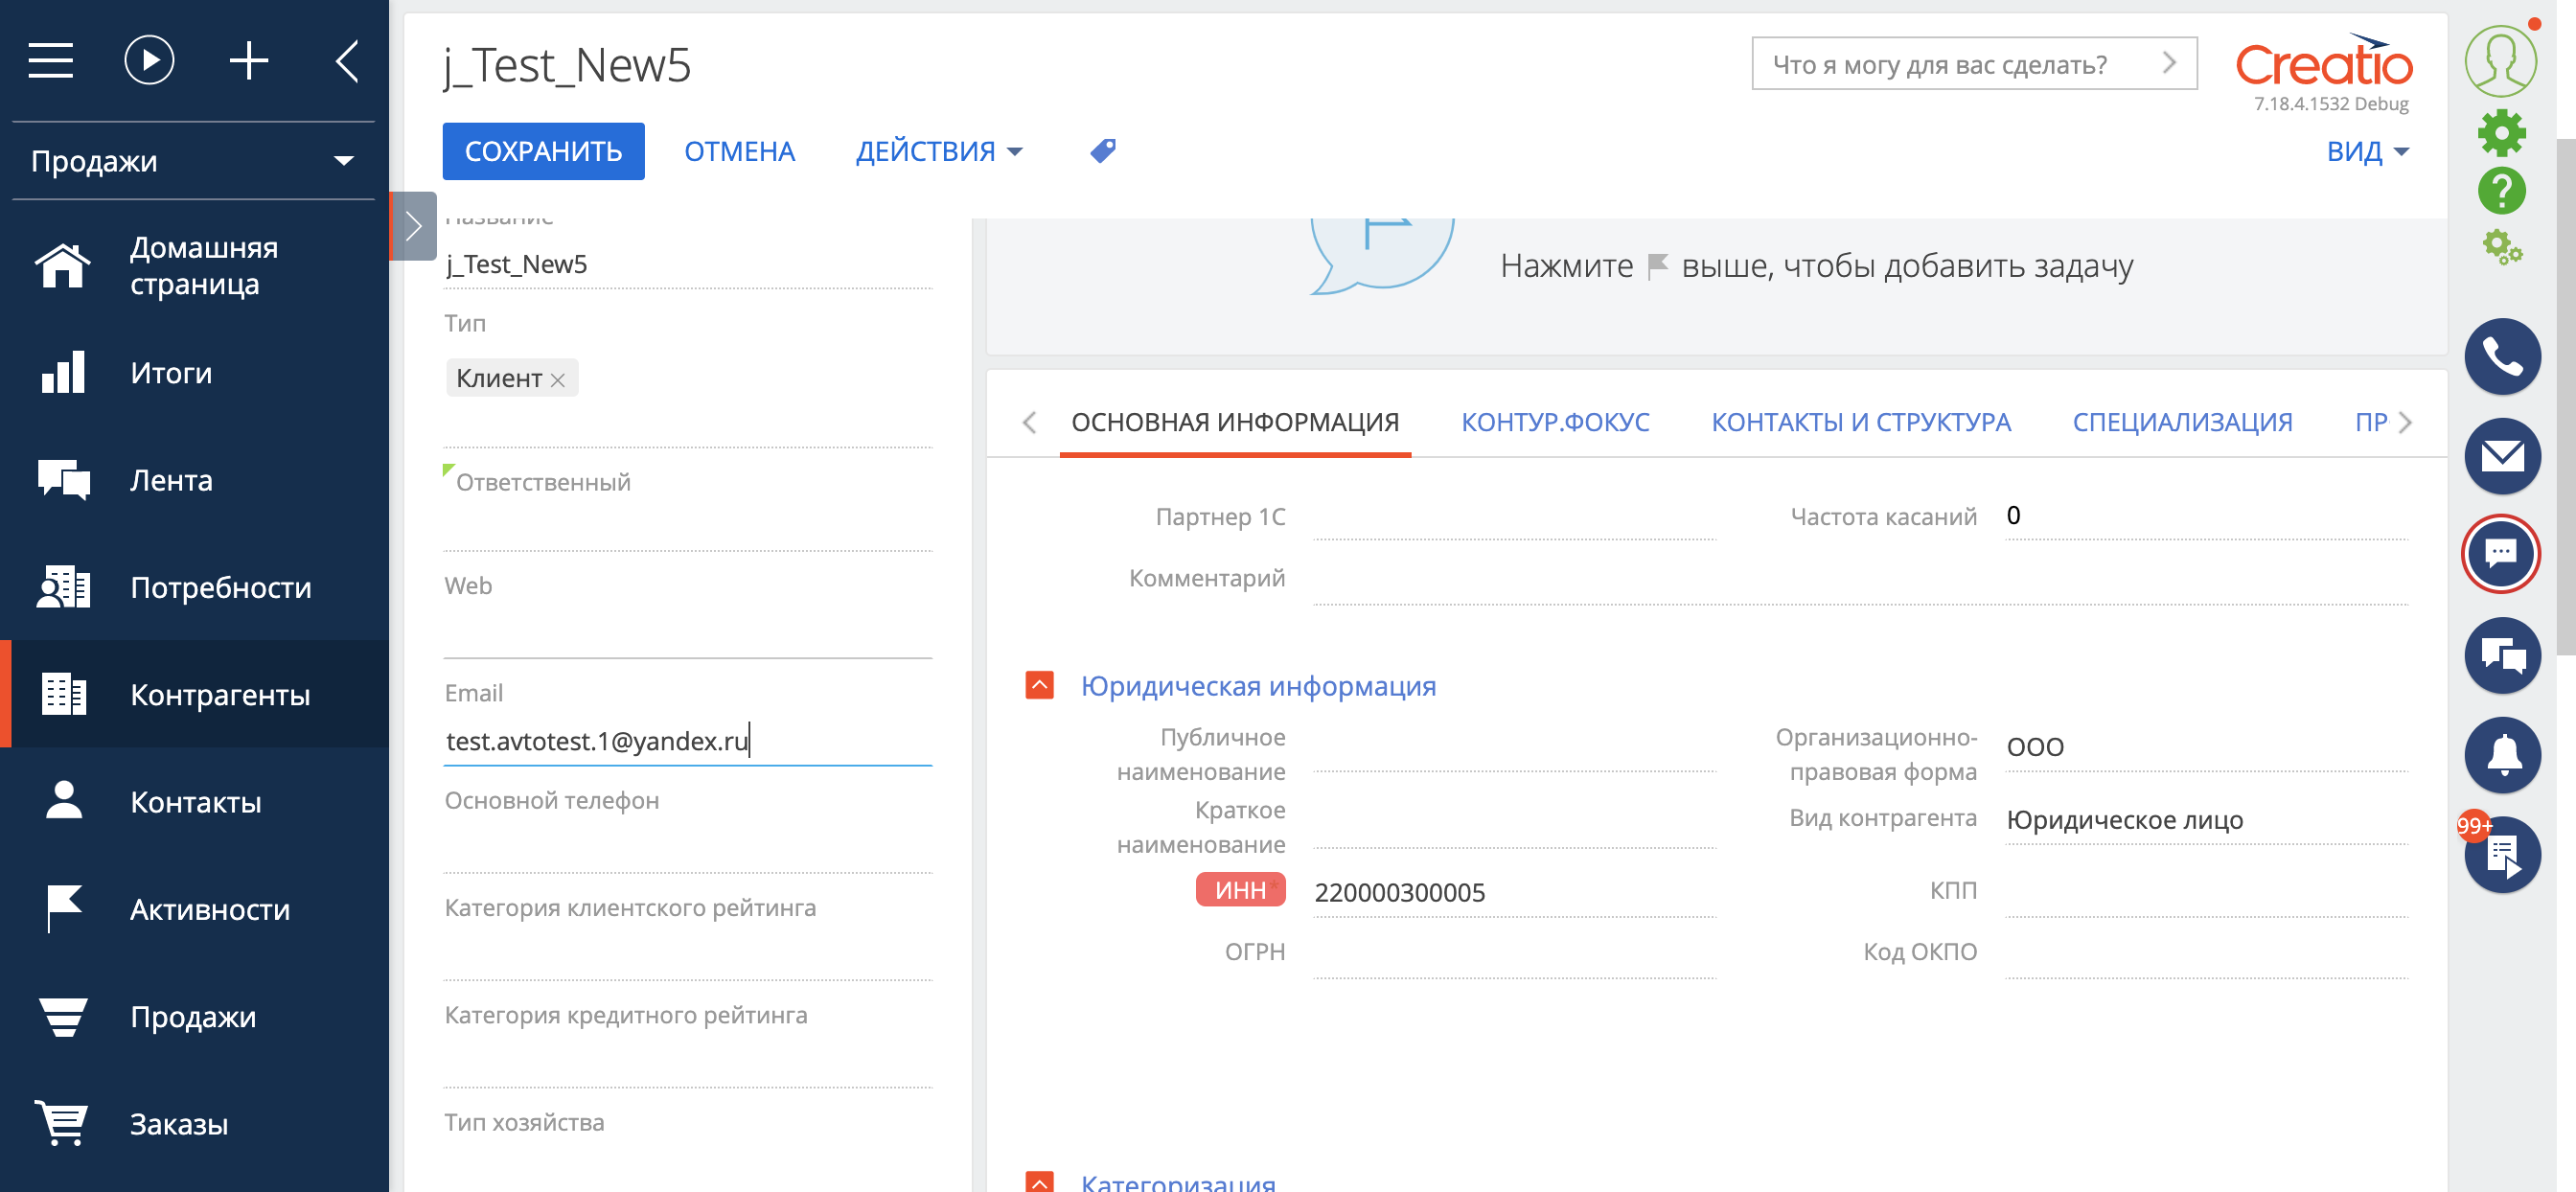 j_Test_New5
Что я могу для вас сделать?
Creatio
7.18.4.1532 Debug
СОХРАНИТЬ
ОТМЕНА
ДЕЙСТВИЯ
ВИД
Продажи
Домашняя
страница
Итоги
Лента
Потребности
Контрагенты
Контакты
Активности
Продажи
Заказы
Название
j_Test_New5
Тип
Клиент
Ответственный
Web
Email
test.avtotest.1@yandex.ru
Основной телефон
Категория клиентского рейтинга
Категория кредитного рейтинга
Тип хозяйства
Нажмите выше, чтобы добавить задачу
ОСНОВНАЯ ИНФОРМАЦИЯ
КОНТУР.ФОКУС
КОНТАКТЫ И СТРУКТУРА
СПЕЦИАЛИЗАЦИЯ
ПР
Партнер 1С
Частота касаний
0
Комментарий
Юридическая информация
Публичное
наименование
Организационно-
правовая форма
ООО
Краткое
наименование
Вид контрагента
Юридическое лицо
ИНН*
220000300005
КПП
ОГРН
Код ОКПО
Категоризация
99+